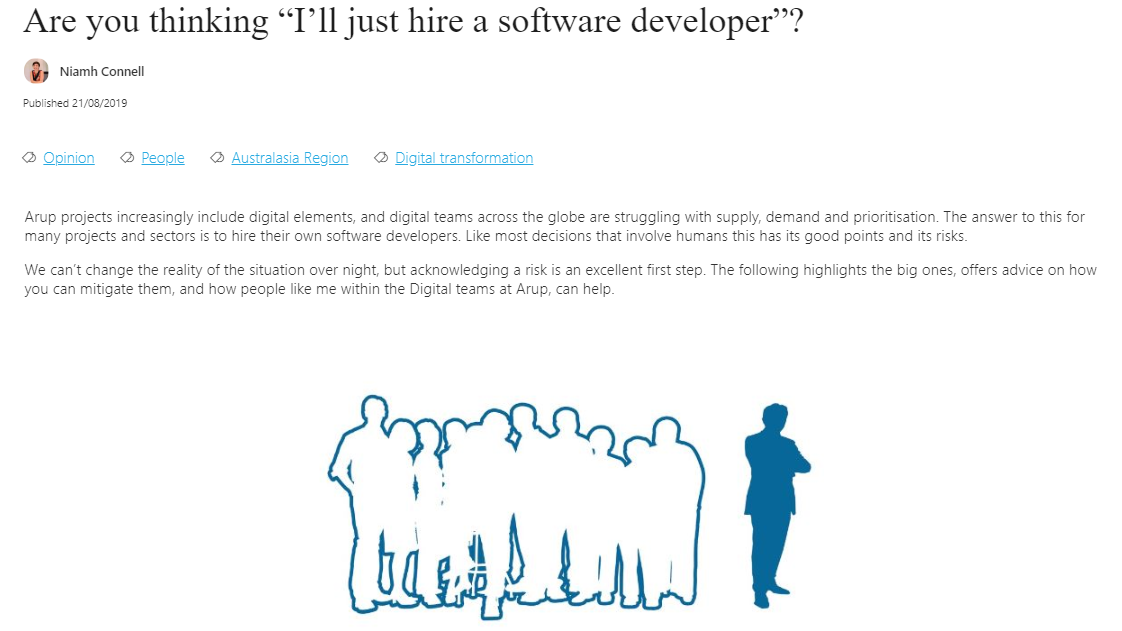 Are you thinking “I’ll just hire a software developer”?
Niamh Connell
Published 21/08/2019
Opinion People Australasia Region Digital transformation
Arup projects increasingly include digital elements, and digital teams across the globe are struggling with supply, demand and prioritisation. The answer to this for
many projects and sectors is to hire their own software developers. Like most decisions that involve humans this has its good points and its risks.
We can’t change the reality of the situation over night, but acknowledging a risk is an excellent first step. The following highlights the big ones, offers advice on how
you can mitigate them, and how people like me within the Digital teams at Arup, can help.